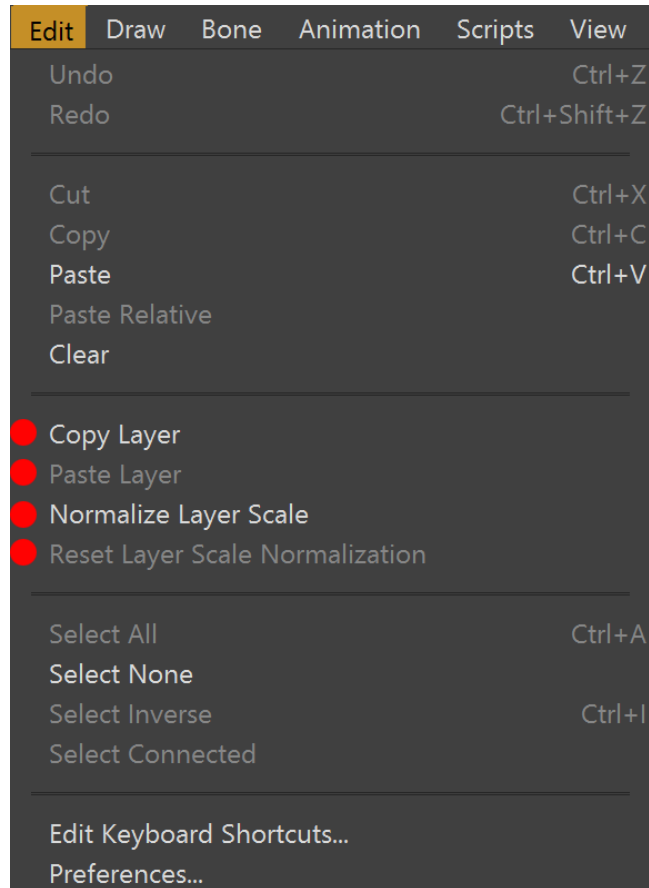 Edit Draw Bone Animation Scripts View
Undo Ctrl+Z
Redo Ctrl+Shift+Z
Cut Ctrl+X
Copy Ctrl+C
Paste Ctrl+V
Paste Relative
Clear
Copy Layer
Paste Layer
Normalize Layer Scale
Reset Layer Scale Normalization
Select All Ctrl+A
Select None
Select Inverse Ctrl+I
Select Connected
Edit Keyboard Shortcuts...
Preferences...